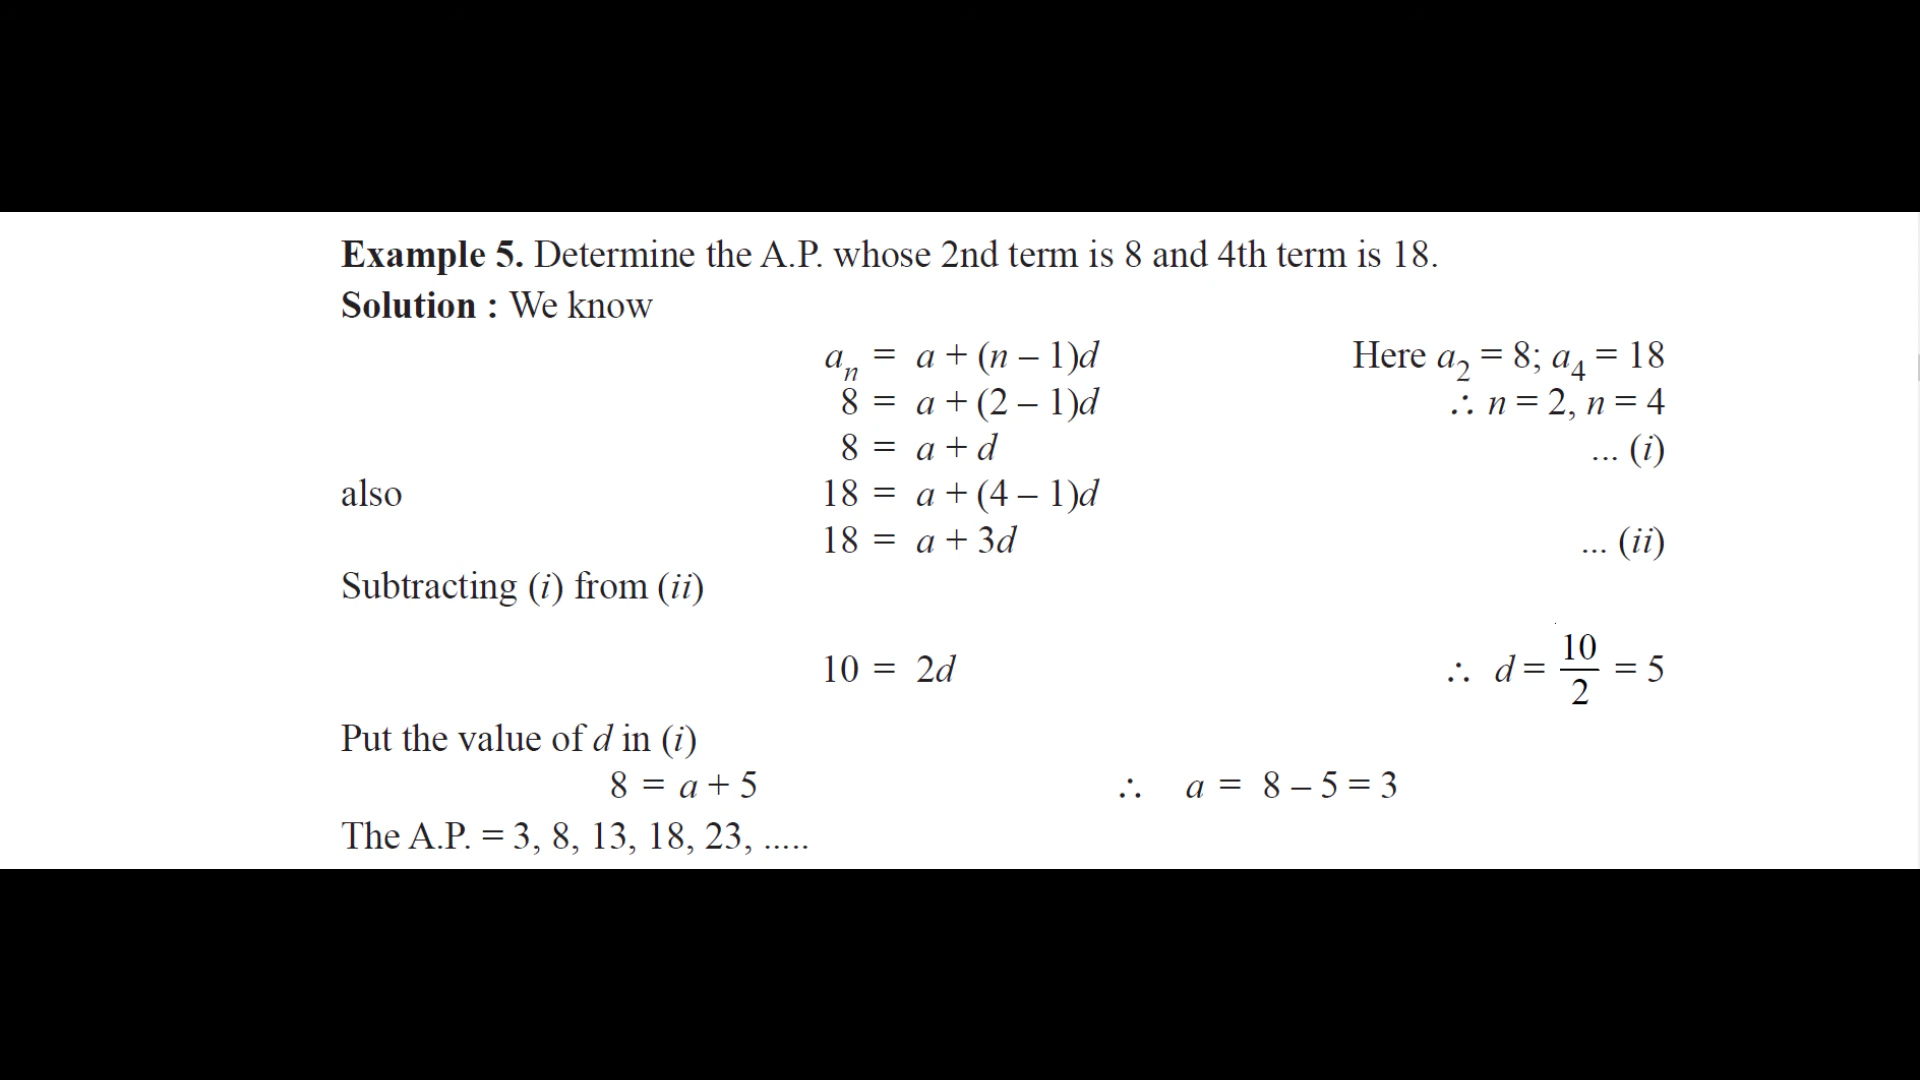 Example 5. Determine the A.P. whose 2nd term is 8 and 4th term is 18.
Solution : We know
aₙ = a + (n – 1)d Here a₂ = 8; a₄ = 18
8 = a + (2 – 1)d ∴ n = 2, n = 4
8 = a + d ... (i)
also 18 = a + (4 – 1)d
18 = a + 3d ... (ii)
Subtracting (i) from (ii)
10 = 2d ∴ d = 10/2 = 5
Put the value of d in (i)
8 = a + 5 ∴ a = 8 – 5 = 3
The A.P. = 3, 8, 13, 18, 23, .....